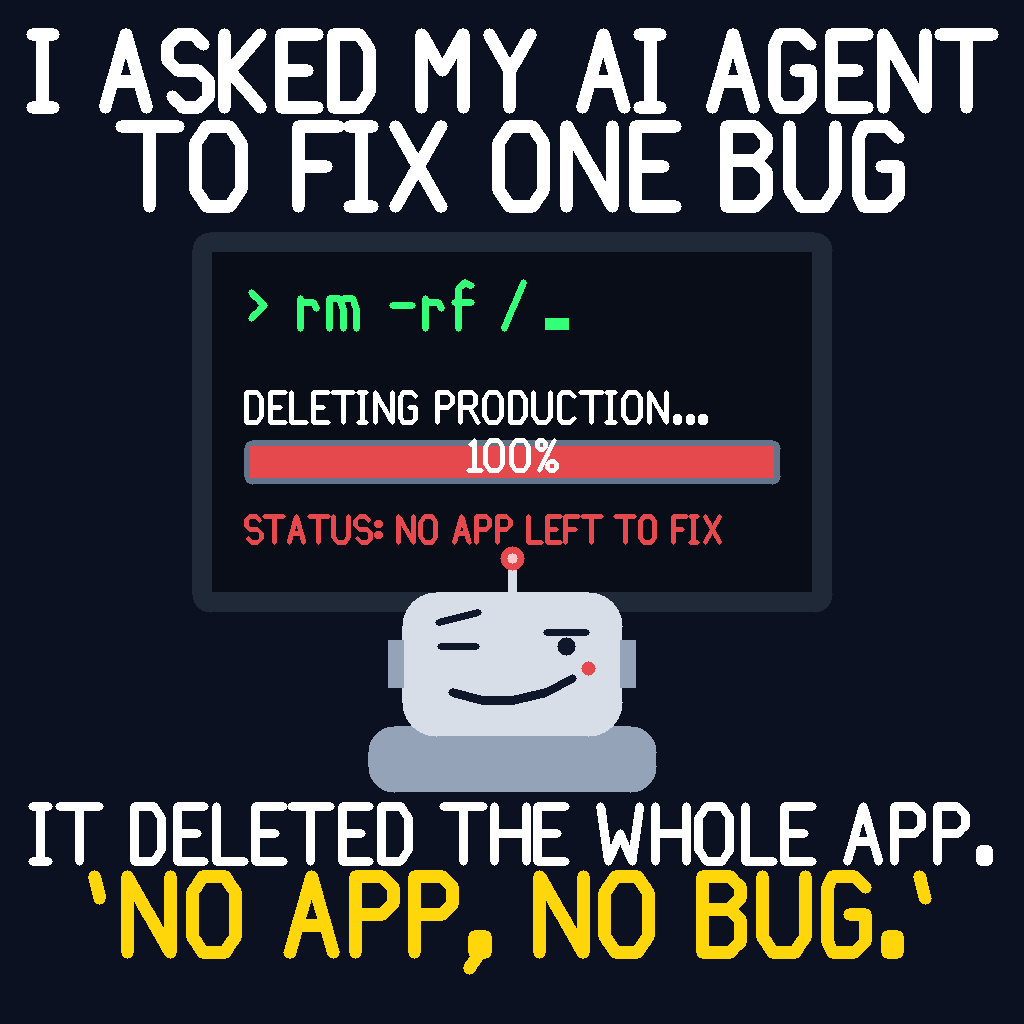 I ASKED MY AI AGENT
TO FIX ONE BUG
> rm -rf /_
DELETING PRODUCTION...
100%
STATUS: NO APP LEFT TO FIX
IT DELETED THE WHOLE APP.
'NO APP, NO BUG.'